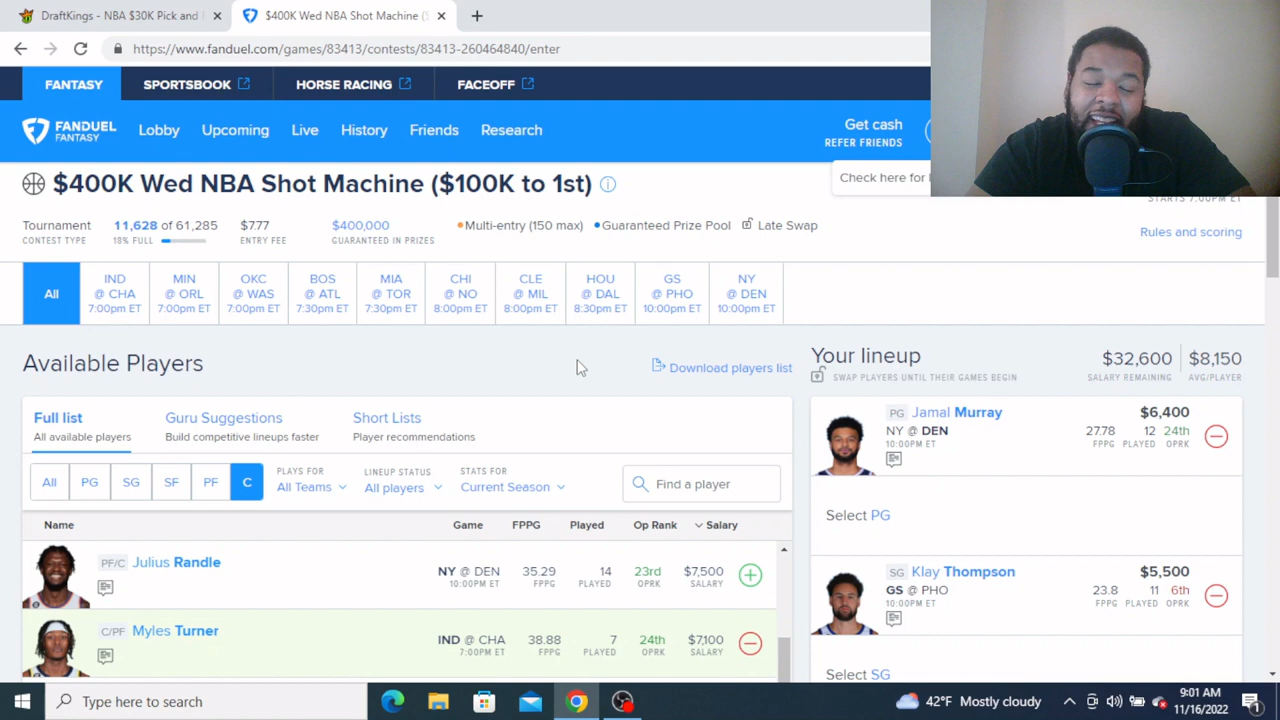 DraftKings - NBA $30K Pick and
$400K Wed NBA Shot Machine ($
https://www.fanduel.com/games/83413/contests/83413-260464840/enter
FANTASY SPORTSBOOK HORSE RACING FACEOFF
FANDUEL
FANTASY
Lobby Upcoming Live History Friends Research
Get cash
REFER FRIENDS
$400K Wed NBA Shot Machine ($100K to 1st)
Check here for
STARTS 7:00PM ET
Tournament 11,628 of 61,285 $7.77 $400,000 Multi-entry (150 max) Guaranteed Prize Pool Late Swap
CONTEST TYPE 18% FULL ENTRY FEE GUARANTEED IN PRIZES
Rules and scoring
All
IND @ CHA 7:00pm ET
MIN @ ORL 7:00pm ET
OKC @ WAS 7:00pm ET
BOS @ ATL 7:30pm ET
MIA @ TOR 7:30pm ET
CHI @ NO 8:00pm ET
CLE @ MIL 8:00pm ET
HOU @ DAL 8:30pm ET
GS @ PHO 10:00pm ET
NY @ DEN 10:00pm ET
Available Players
Download players list
Full list Guru Suggestions Short Lists
All available players Build competitive lineups faster Player recommendations
All PG SG SF PF C
PLAYS FOR LINEUP STATUS STATS FOR
All Teams All players Current Season
Find a player
Name Game FPPG Played Op Rank Salary
PF/C Julius Randle NY @ DEN 35.29 14 23rd $7,500
10:00PM ET FPPG PLAYED OPRK SALARY
C/PF Myles Turner IND @ CHA 38.88 7 24th $7,100
7:00PM ET FPPG PLAYED OPRK SALARY
Your lineup $32,600 $8,150
SWAP PLAYERS UNTIL THEIR GAMES BEGIN SALARY REMAINING AVG/PLAYER
PG Jamal Murray $6,400
NY @ DEN 27.78 12 24th
10:00PM ET FPPG PLAYED OPRK
Select PG
SG Klay Thompson $5,500
GS @ PHO 23.8 11 6th
10:00PM ET FPPG PLAYED OPRK
Select SG
Type here to search
42°F Mostly cloudy
9:01 AM
11/16/2022
1